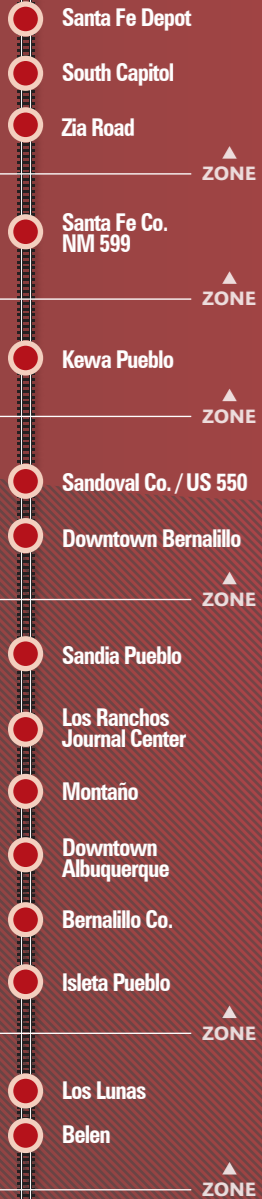 Santa Fe Depot
South Capitol
Zia Road
ZONE
Santa Fe Co.
NM 599
ZONE
Kewa Pueblo
ZONE
Sandoval Co. / US 550
Downtown Bernalillo
ZONE
Sandia Pueblo
Los Ranchos
Journal Center
Montaño
Downtown
Albuquerque
Bernalillo Co.
Isleta Pueblo
ZONE
Los Lunas
Belen
ZONE